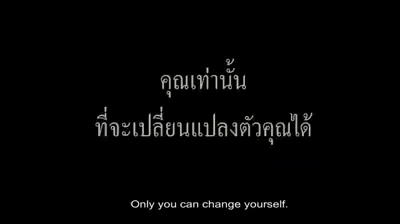 คุณเท่านั้น
ที่จะเปลี่ยนแปลงตัวคุณได้
Only you can change yourself.